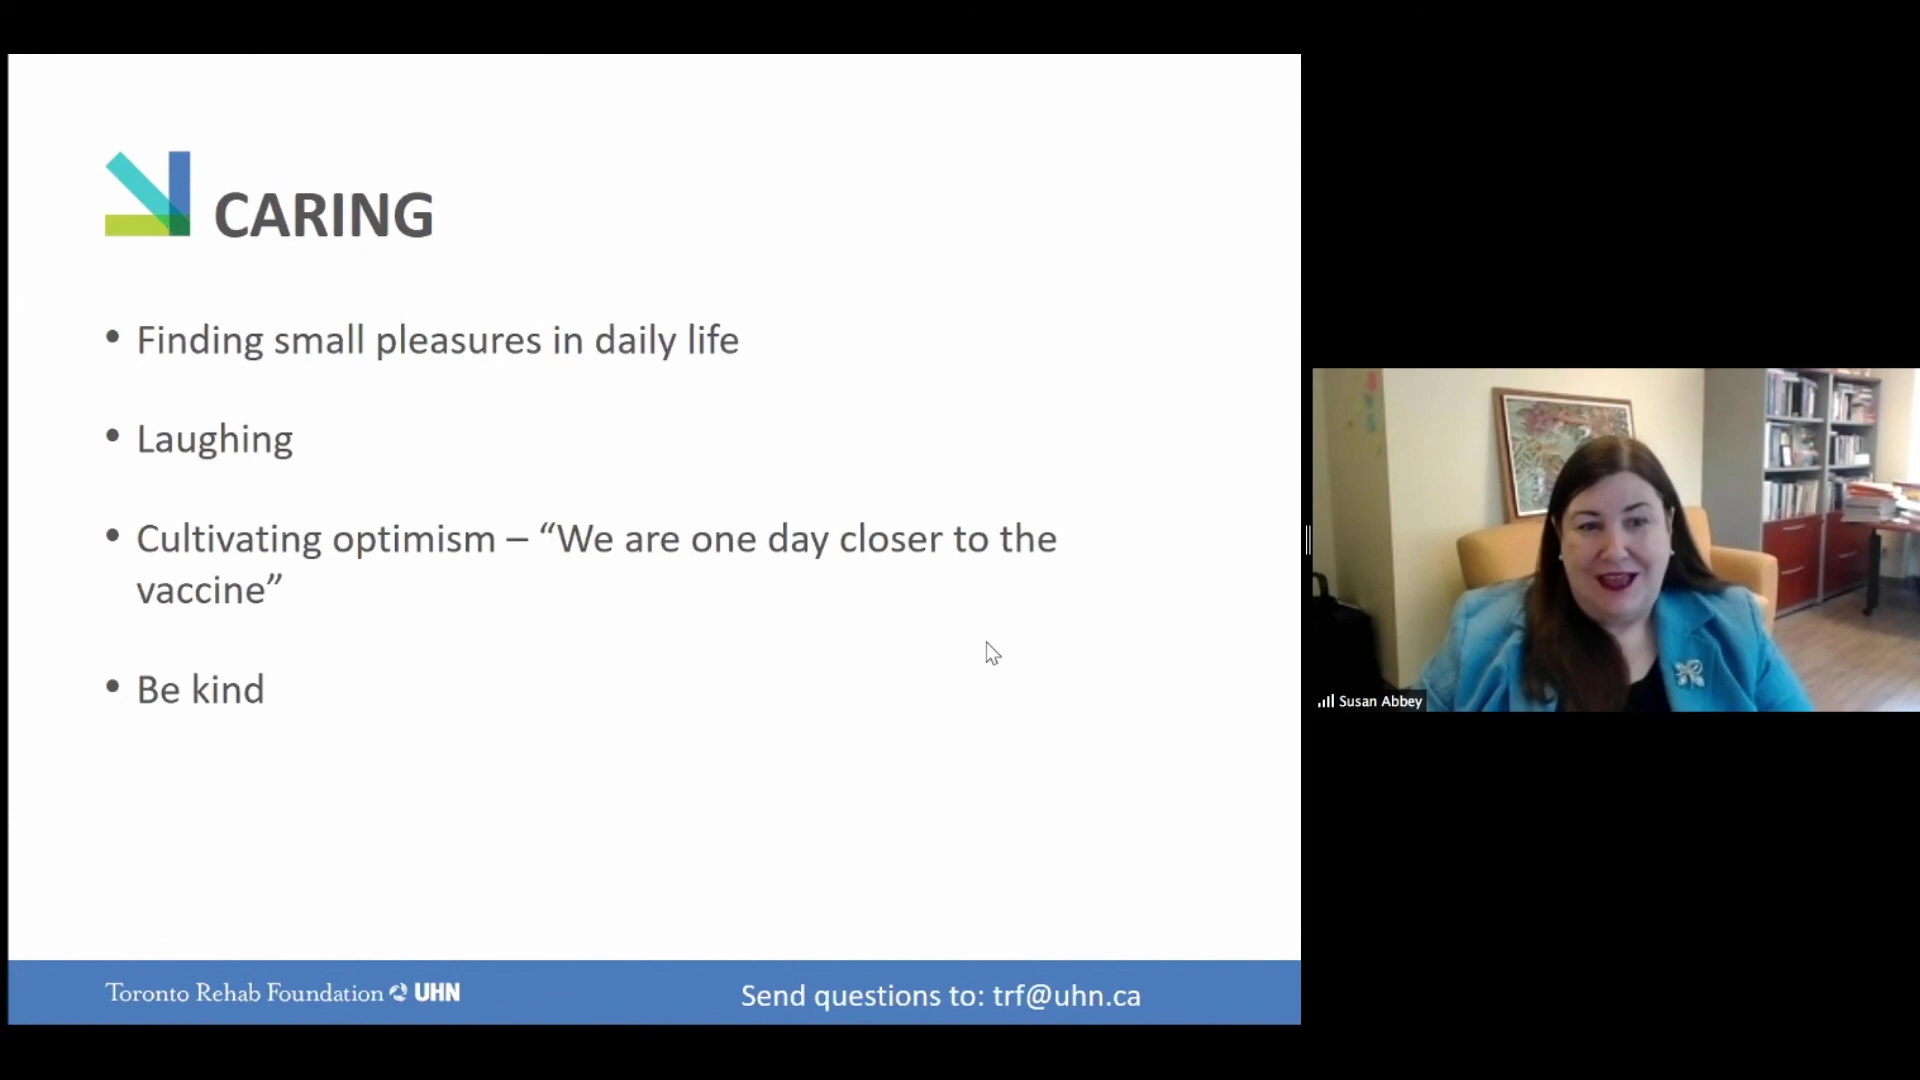 CARING
• Finding small pleasures in daily life
• Laughing
• Cultivating optimism – “We are one day closer to the
vaccine”
• Be kind
Susan Abbey
Toronto Rehab Foundation UHN
Send questions to: trf@uhn.ca